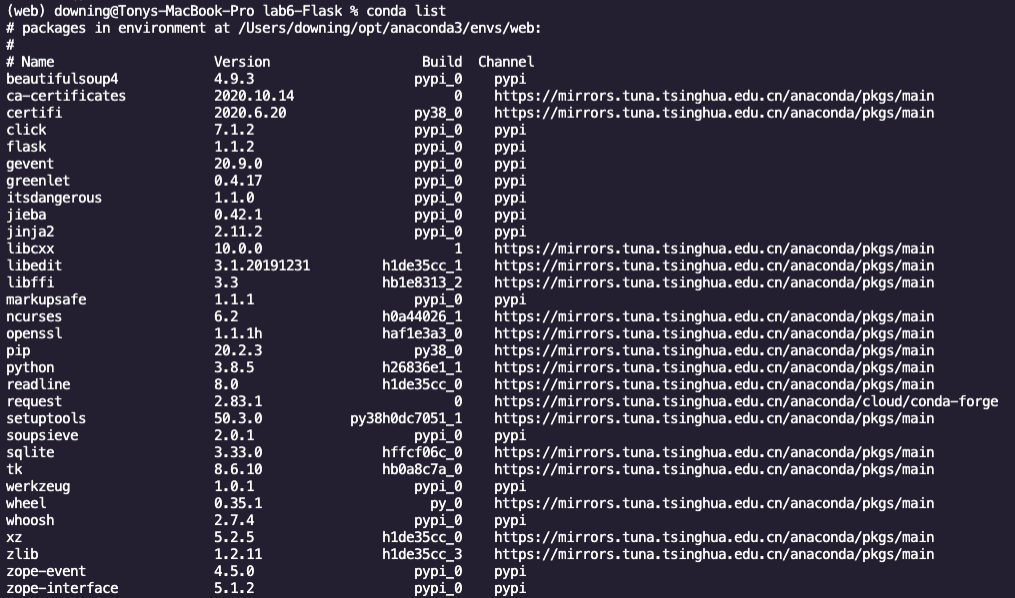 (web) downing@Tonys-MacBook-Pro lab6-Flask % conda list
# packages in environment at /Users/downing/opt/anaconda3/envs/web:
#
# Name Version Build Channel
beautifulsoup4 4.9.3 pypi_0 pypi
ca-certificates 2020.10.14 0 https://mirrors.tuna.tsinghua.edu.cn/anaconda/pkgs/main
certifi 2020.6.20 py38_0 https://mirrors.tuna.tsinghua.edu.cn/anaconda/pkgs/main
click 7.1.2 pypi_0 pypi
flask 1.1.2 pypi_0 pypi
gevent 20.9.0 pypi_0 pypi
greenlet 0.4.17 pypi_0 pypi
itsdangerous 1.1.0 pypi_0 pypi
jieba 0.42.1 pypi_0 pypi
jinja2 2.11.2 pypi_0 pypi
libcxx 10.0.0 1 https://mirrors.tuna.tsinghua.edu.cn/anaconda/pkgs/main
libedit 3.1.20191231 h1de35cc_1 https://mirrors.tuna.tsinghua.edu.cn/anaconda/pkgs/main
libffi 3.3 hb1e8313_2 https://mirrors.tuna.tsinghua.edu.cn/anaconda/pkgs/main
markupsafe 1.1.1 pypi_0 pypi
ncurses 6.2 h0a44026_1 https://mirrors.tuna.tsinghua.edu.cn/anaconda/pkgs/main
openssl 1.1.1h haf1e3a3_0 https://mirrors.tuna.tsinghua.edu.cn/anaconda/pkgs/main
pip 20.2.3 py38_0 https://mirrors.tuna.tsinghua.edu.cn/anaconda/pkgs/main
python 3.8.5 h26836e1_1 https://mirrors.tuna.tsinghua.edu.cn/anaconda/pkgs/main
readline 8.0 h1de35cc_0 https://mirrors.tuna.tsinghua.edu.cn/anaconda/pkgs/main
request 2.83.1 0 https://mirrors.tuna.tsinghua.edu.cn/anaconda/cloud/conda-forge
setuptools 50.3.0 py38h0dc7051_1 https://mirrors.tuna.tsinghua.edu.cn/anaconda/pkgs/main
soupsieve 2.0.1 pypi_0 pypi
sqlite 3.33.0 hffcf06c_0 https://mirrors.tuna.tsinghua.edu.cn/anaconda/pkgs/main
tk 8.6.10 hb0a8c7a_0 https://mirrors.tuna.tsinghua.edu.cn/anaconda/pkgs/main
werkzeug 1.0.1 pypi_0 pypi
wheel 0.35.1 py_0 https://mirrors.tuna.tsinghua.edu.cn/anaconda/pkgs/main
whoosh 2.7.4 pypi_0 pypi
xz 5.2.5 h1de35cc_0 https://mirrors.tuna.tsinghua.edu.cn/anaconda/pkgs/main
zlib 1.2.11 h1de35cc_3 https://mirrors.tuna.tsinghua.edu.cn/anaconda/pkgs/main
zope-event 4.5.0 pypi_0 pypi
zope-interface 5.1.2 pypi_0 pypi